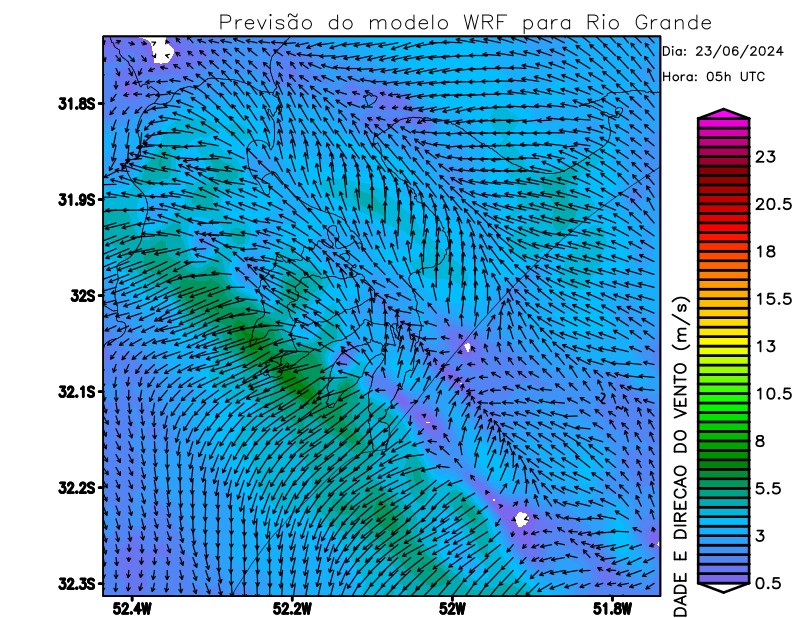 Previsão do modelo WRF para Rio Grande
Dia: 23/06/2024
Hora: 05h UTC
31.8S
31.9S
32S
32.1S
32.2S
32.3S
52.4W
52.2W
52W
51.8W
23
20.5
18
15.5
13
10.5
8
5.5
3
0.5
DADE E DIRECAO DO VENTO (m/s)